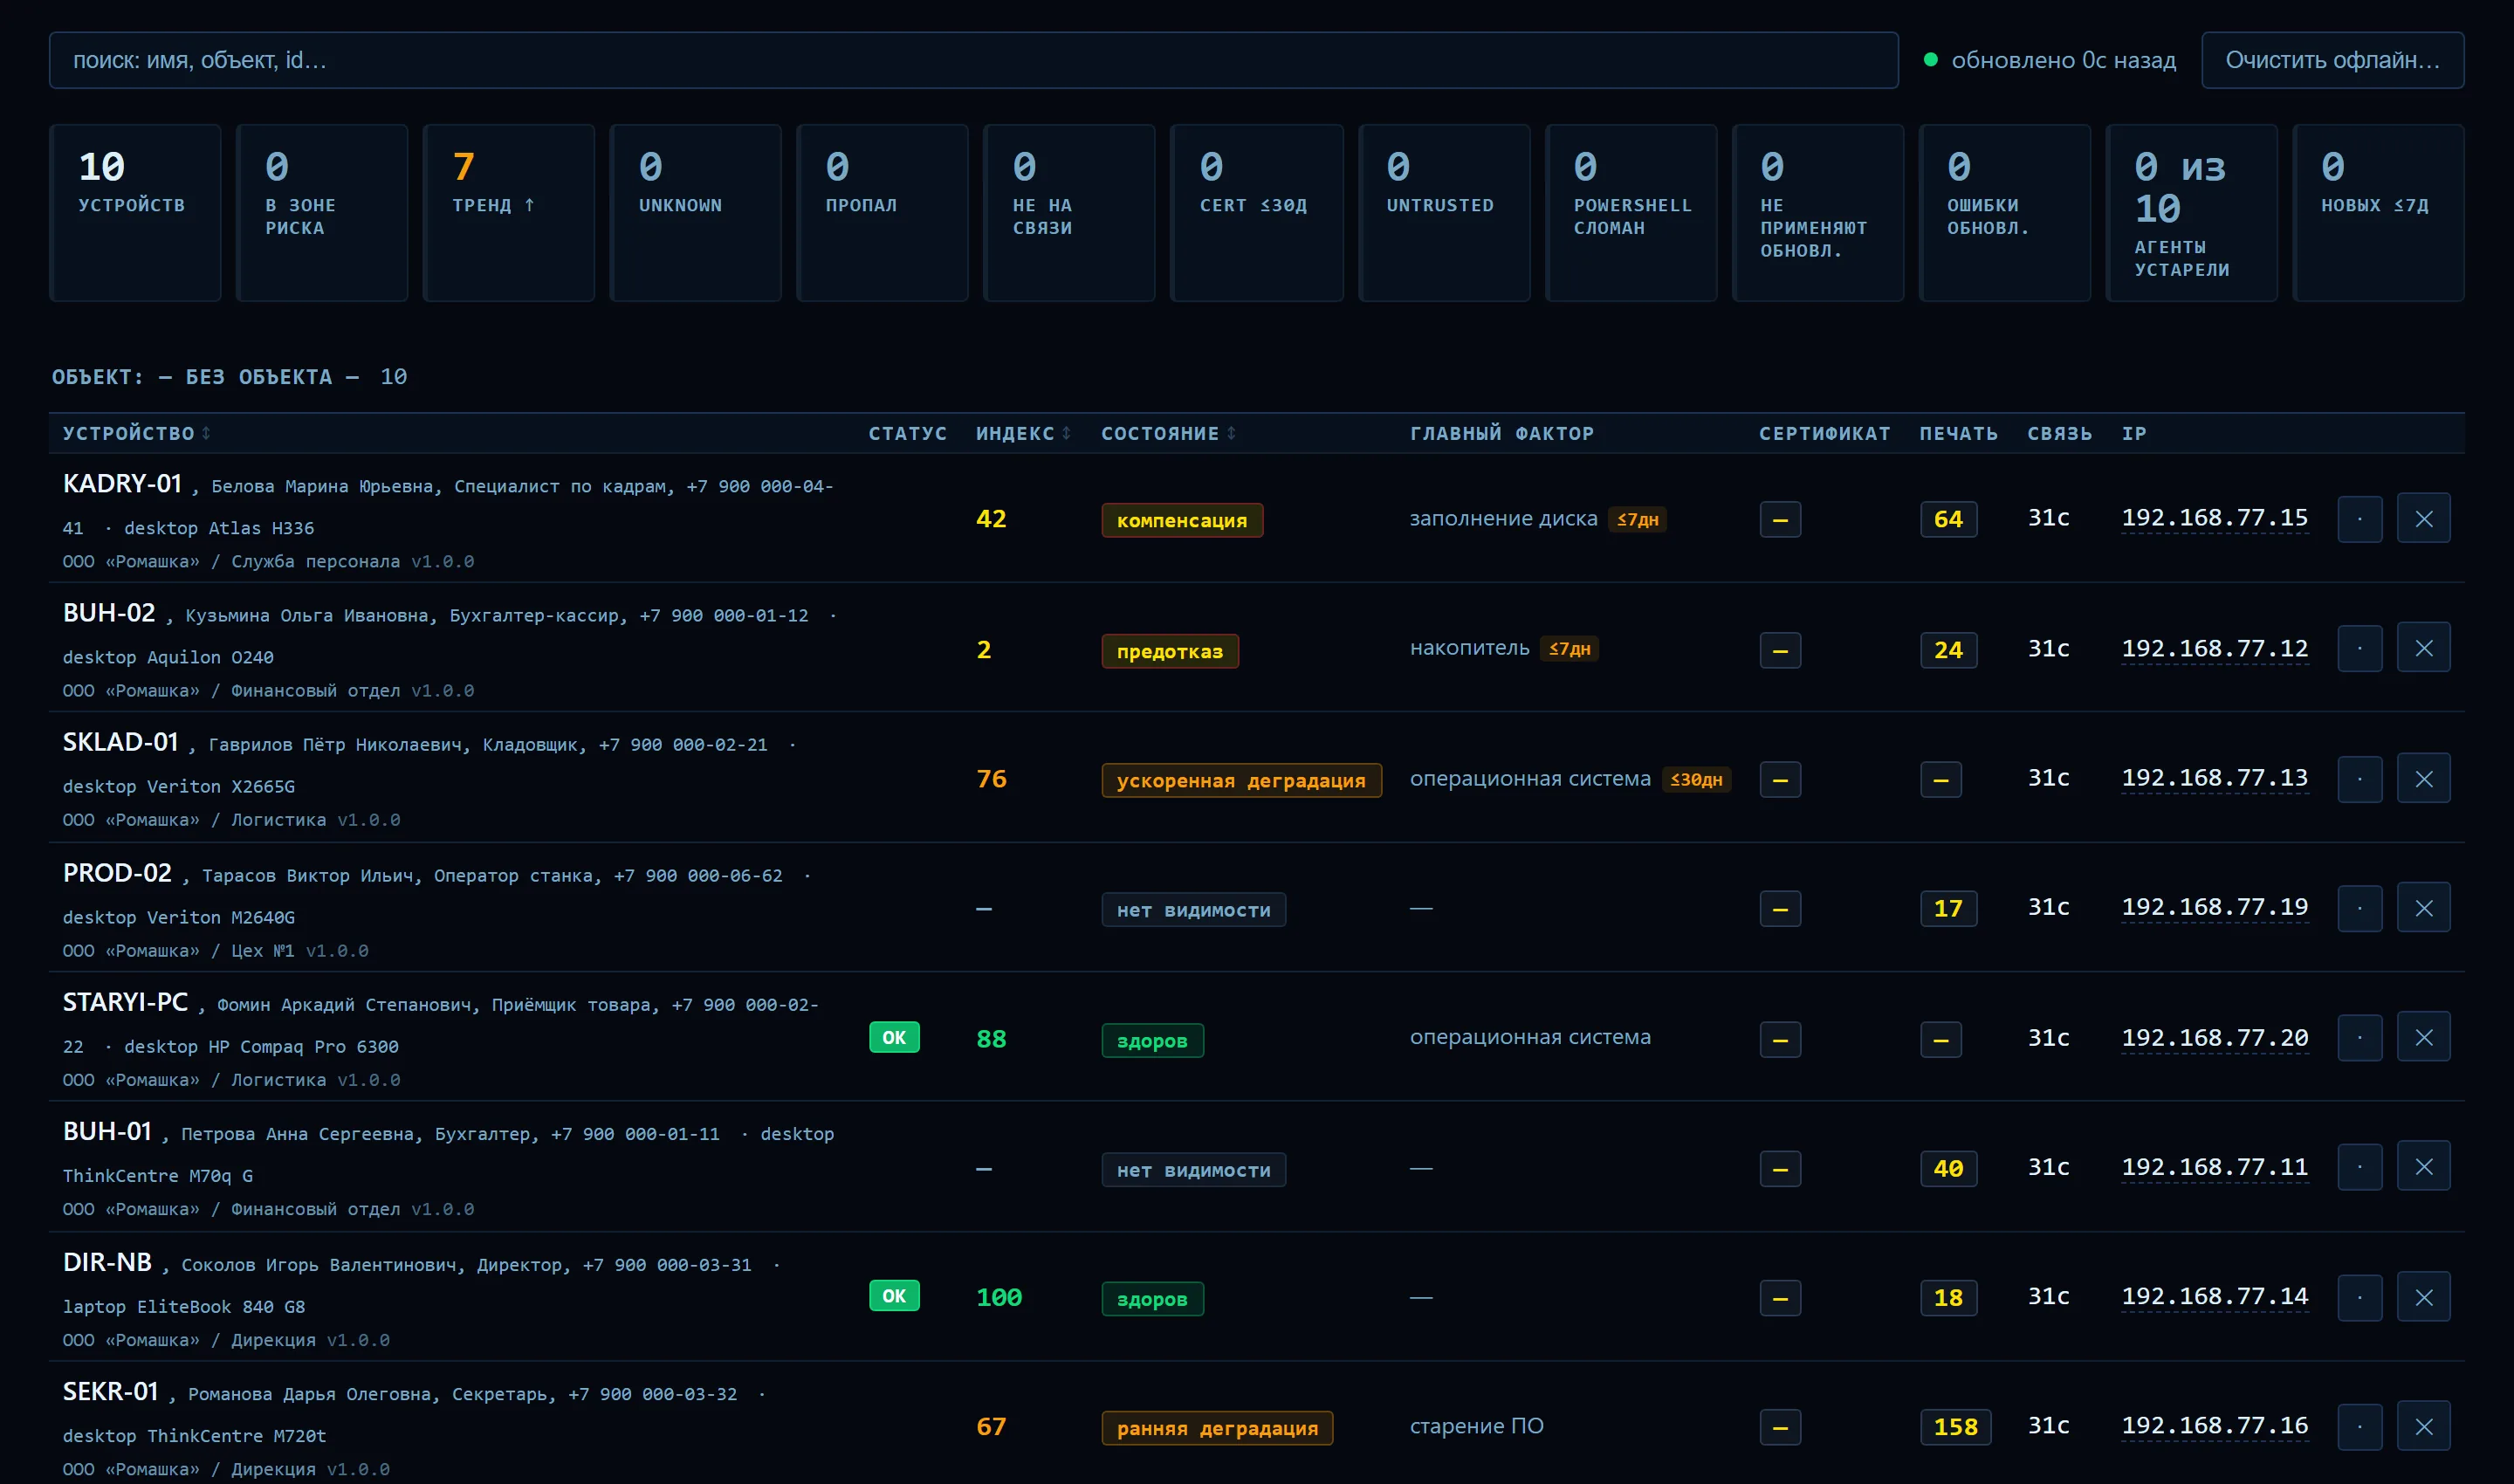 поиск: имя, объект, id…
обновлено 0с назад
Очистить офлайн…
10
УСТРОЙСТВ
0
В ЗОНЕ
РИСКА
7
ТРЕНД ↑
0
UNKNOWN
0
ПРОПАЛ
0
НЕ НА
СВЯЗИ
0
CERT ≤30Д
0
UNTRUSTED
0
POWERSHELL
СЛОМАН
0
НЕ
ПРИМЕНЯЮТ
ОБНОВЛ.
0
ОШИБКИ
ОБНОВЛ.
0 из
10
АГЕНТЫ
УСТАРЕЛИ
0
НОВЫХ ≤7Д
ОБЪЕКТ: — БЕЗ ОБЪЕКТА — 10
УСТРОЙСТВО ↕ СТАТУС ИНДЕКС ↕ СОСТОЯНИЕ ↕ ГЛАВНЫЙ ФАКТОР СЕРТИФИКАТ ПЕЧАТЬ СВЯЗЬ IP
KADRY-01 , Белова Марина Юрьевна, Специалист по кадрам, +7 900 000-04-
41 · desktop Atlas H336
ООО «Ромашка» / Служба персонала v1.0.0
42 компенсация заполнение диска ≤7дн — 64 31с 192.168.77.15 · ×
BUH-02 , Кузьмина Ольга Ивановна, Бухгалтер-кассир, +7 900 000-01-12 ·
desktop Aquilon O240
ООО «Ромашка» / Финансовый отдел v1.0.0
2 предотказ накопитель ≤7дн — 24 31с 192.168.77.12 · ×
SKLAD-01 , Гаврилов Пётр Николаевич, Кладовщик, +7 900 000-02-21 ·
desktop Veriton X2665G
ООО «Ромашка» / Логистика v1.0.0
76 ускоренная деградация операционная система ≤30дн — — 31с 192.168.77.13 · ×
PROD-02 , Тарасов Виктор Ильич, Оператор станка, +7 900 000-06-62 ·
desktop Veriton M2640G
ООО «Ромашка» / Цех №1 v1.0.0
— нет видимости — — 17 31с 192.168.77.19 · ×
STARYI-PC , Фомин Аркадий Степанович, Приёмщик товара, +7 900 000-02-
22 · desktop HP Compaq Pro 6300
ООО «Ромашка» / Логистика v1.0.0
OK 88 здоров операционная система — — 31с 192.168.77.20 · ×
BUH-01 , Петрова Анна Сергеевна, Бухгалтер, +7 900 000-01-11 · desktop
ThinkCentre M70q G
ООО «Ромашка» / Финансовый отдел v1.0.0
— нет видимости — — 40 31с 192.168.77.11 · ×
DIR-NB , Соколов Игорь Валентинович, Директор, +7 900 000-03-31 ·
laptop EliteBook 840 G8
ООО «Ромашка» / Дирекция v1.0.0
OK 100 здоров — — 18 31с 192.168.77.14 · ×
SEKR-01 , Романова Дарья Олеговна, Секретарь, +7 900 000-03-32 ·
desktop ThinkCentre M720t
ООО «Ромашка» / Дирекция v1.0.0
67 ранняя деградация старение ПО — 158 31с 192.168.77.16 · ×